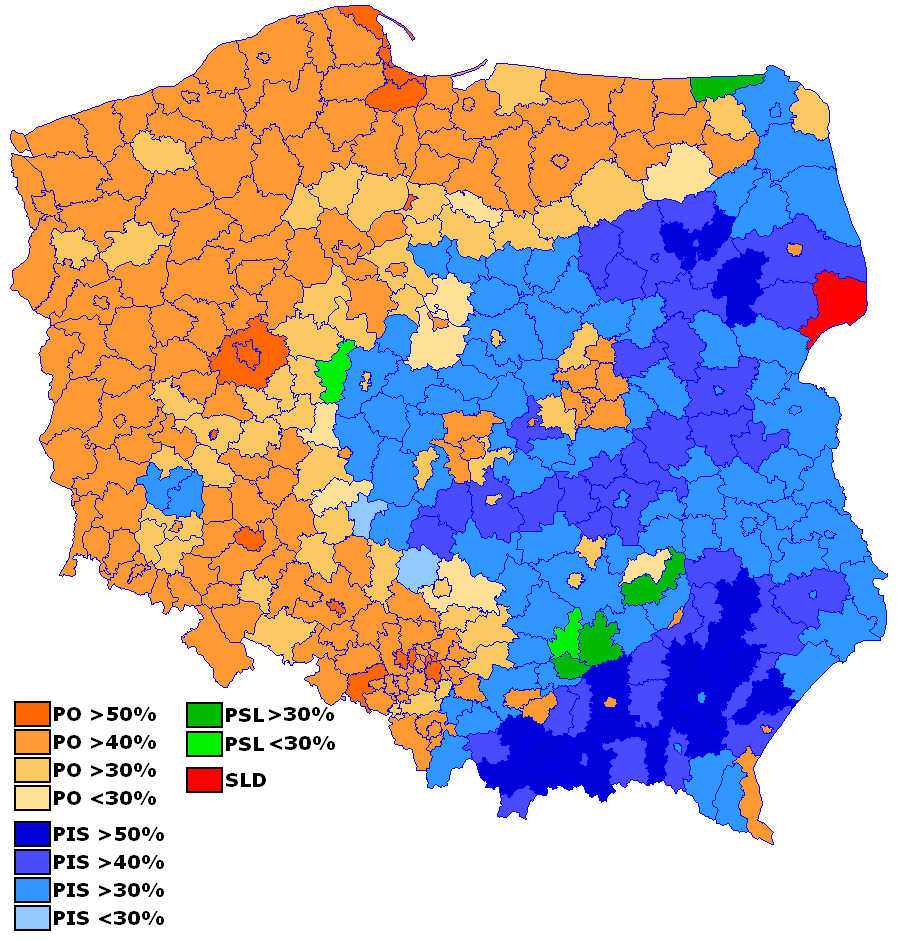 PO >50%
PO >40%
PO >30%
PO <30%
PIS >50%
PIS >40%
PIS >30%
PIS <30%
PSL >30%
PSL <30%
SLD